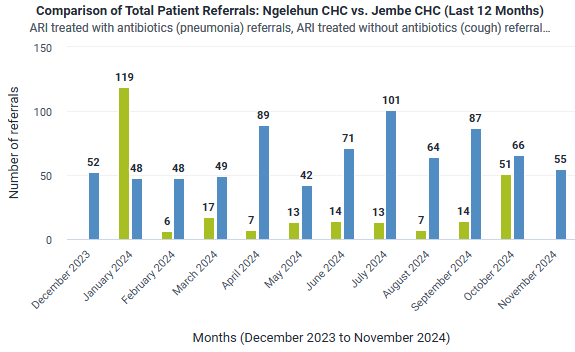 Comparison of Total Patient Referrals: Ngelehun CHC vs. Jembe CHC (Last 12 Months)
ARI treated with antibiotics (pneumonia) referrals, ARI treated without antibiotics (cough) referral…
Number of referrals
150
100
50
0
52
119
48
6
48
17
49
7
89
13
42
14
71
13
101
7
64
14
87
51
66
55
December 2023
January 2024
February 2024
March 2024
April 2024
May 2024
June 2024
July 2024
August 2024
September 2024
October 2024
November 2024
Months (December 2023 to November 2024)